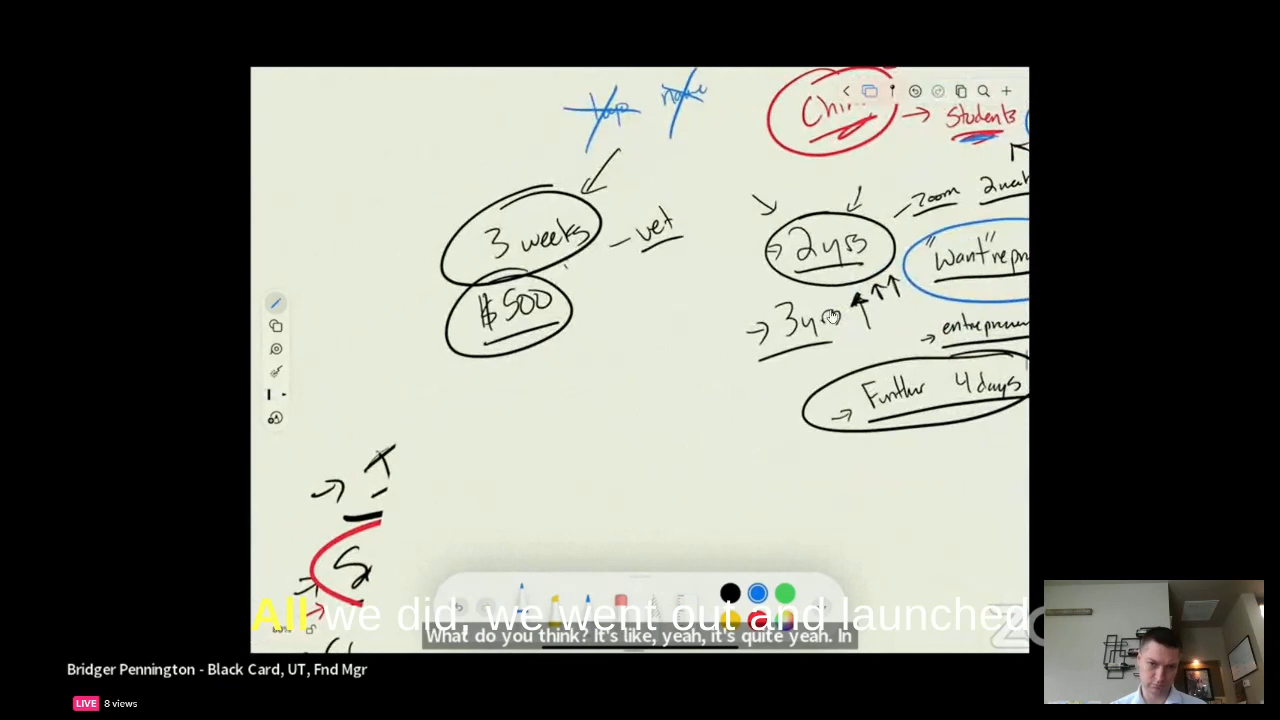 name
Chi
→ Students
3 weeks
– vet
→ 2 yrs
– Zoom
"Want"repr
$500
→ 3 yrs ↑↑↑
→ entrepreneur
→ Further 4 days
All we did, we went out and launched
What do you think? It's like, yeah, it's quite yeah. In
Bridger Pennington - Black Card, UT, Fnd Mgr
LIVE 8 views